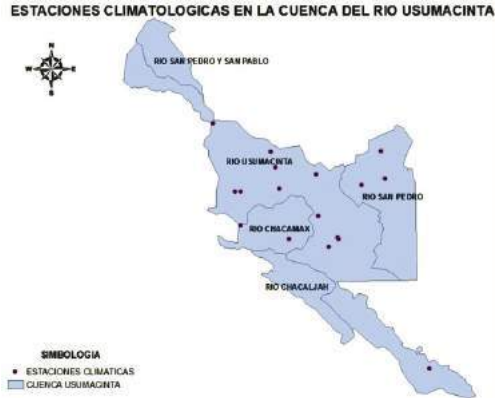 ESTACIONES CLIMATOLOGICAS EN LA CUENCA DEL RIO USUMACINTA
N
W E
S
RIO SAN PEDRO Y SAN PABLO
RIO USUMACINTA
RIO SAN PEDRO
RIO CHACAMAX
RIO CHACALJAH
SIMBOLOGIA
ESTACIONES CLIMATICAS
CUENCA USUMACINTA